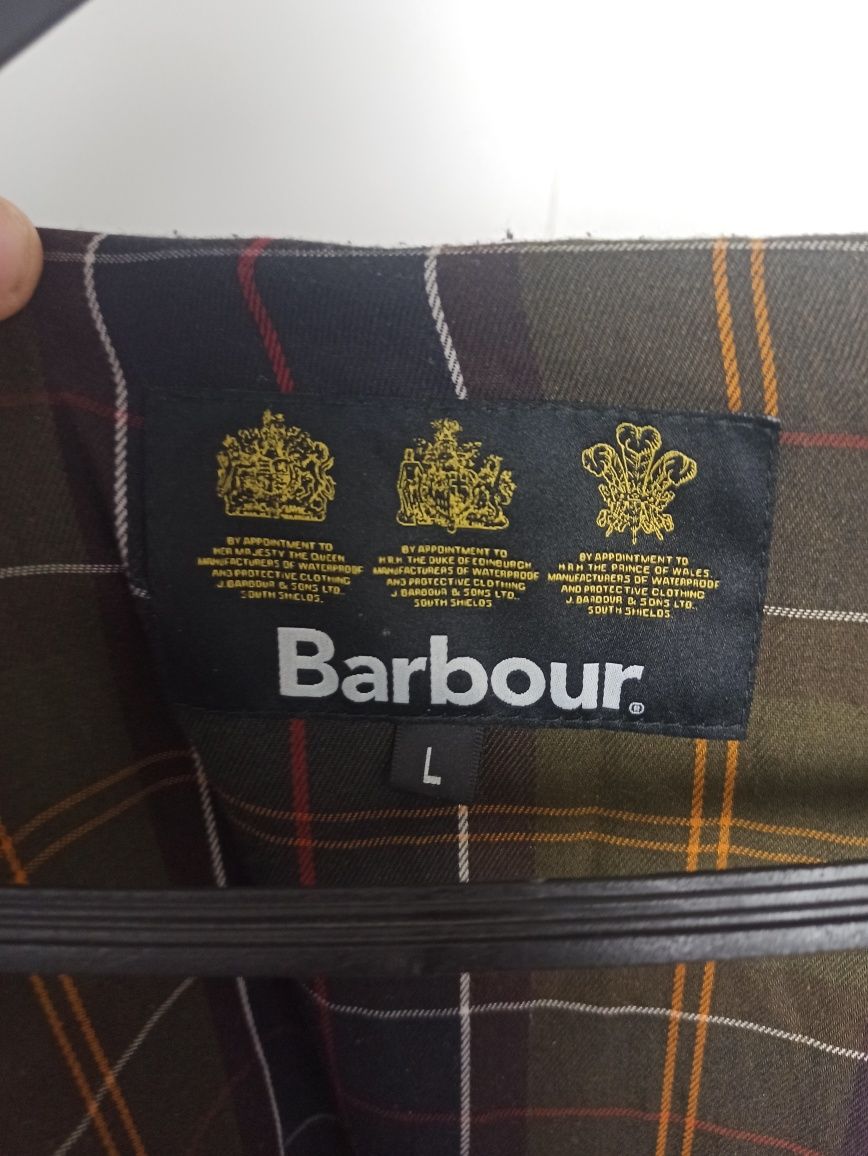 BY APPOINTMENT TO
HER MAJESTY THE QUEEN
MANUFACTURERS OF WATERPROOF
AND PROTECTIVE CLOTHING
J. BARBOUR & SONS LTD.
SOUTH SHIELDS.
BY APPOINTMENT TO
H.R.H. THE DUKE OF EDINBURGH
MANUFACTURERS OF WATERPROOF
AND PROTECTIVE CLOTHING
J. BARBOUR & SONS LTD.
SOUTH SHIELDS
BY APPOINTMENT TO
H.R.H THE PRINCE OF WALES.
MANUFACTURERS OF WATERPROOF
AND PROTECTIVE CLOTHING
J. BARBOUR & SONS LTD.
SOUTH SHIELDS.
Barbour®
L